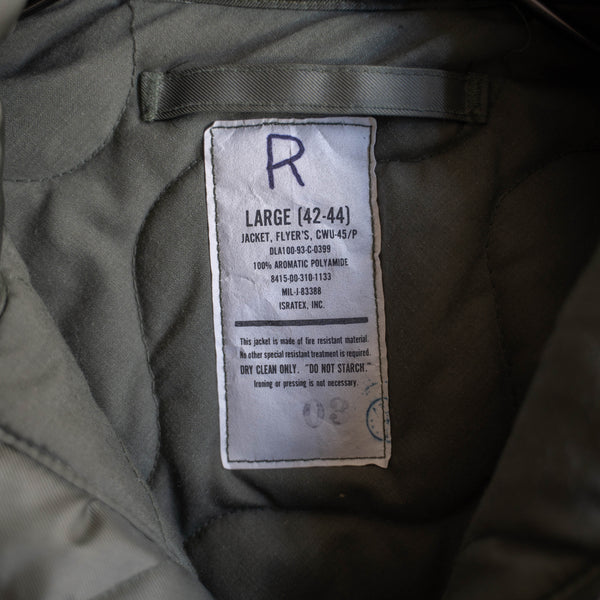 R
LARGE (42-44)
JACKET, FLYER'S, CWU-45/P
DLA100-93-C-0399
100% AROMATIC POLYAMIDE
8415-00-310-1133
MIL-J-83388
ISRATEX, INC.
This jacket is made of fire resistant material.
No other special resistant treatment is required.
DRY CLEAN ONLY. "DO NOT STARCH."
Ironing or pressing is not necessary